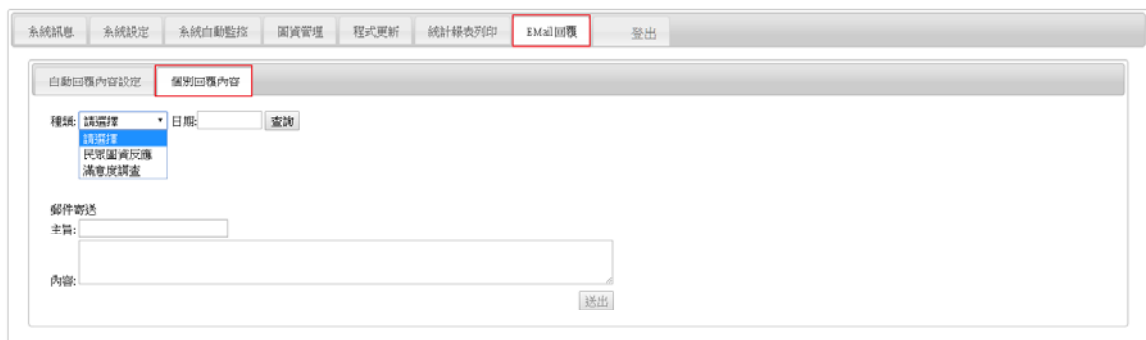 系統訊息 系統設定 系統自動監控 圖資管理 程式更新 統計報表列印 EMail回覆 登出
自動回覆內容設定 個別回覆內容
種類: 請選擇 日期: 查詢
請選擇
民眾圖資反應
滿意度調查
郵件寄送
主旨:
內容:
送出